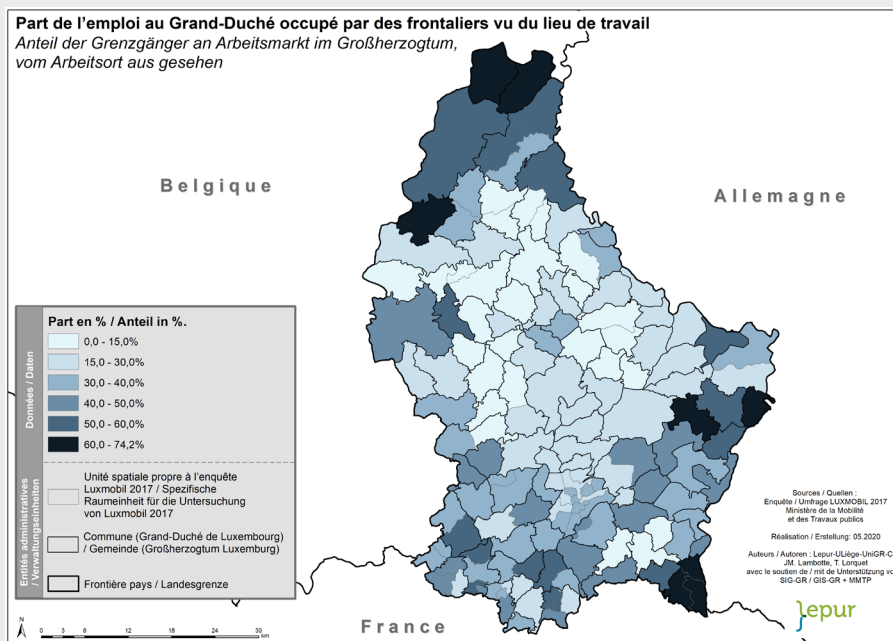 Part de l'emploi au Grand-Duché occupé par des frontaliers vu du lieu de travail
Anteil der Grenzgänger an Arbeitsmarkt im Großherzogtum,
vom Arbeitsort aus gesehen
Belgique
Allemagne
Données / Daten
Part en % / Anteil in %.
0,0 - 15,0%
15,0 - 30,0%
30,0 - 40,0%
40,0 - 50,0%
50,0 - 60,0%
60,0 - 74,2%
Entités administratives
/ Verwaltungseinheiten
Unité spatiale propre à l'enquête
Luxmobil 2017 / Spezifische
Raumeinheit für die Untersuchung
von Luxmobil 2017
Commune (Grand-Duché de Luxembourg)
/ Gemeinde (Großherzogtum Luxemburg)
Frontière pays / Landesgrenze
Sources / Quellen :
Enquête / Umfrage LUXMOBIL 2017
Ministère de la Mobilité
et des Travaux publics
Réalisation / Erstellung: 05.2020
Auteurs / Autoren : Lepur-ULiège-UniGR-C
JM. Lambotte, T. Lorquet
avec le soutien de / mit de Unterstützung vo
SIG-GR / GIS-GR + MMTP
lepur
N
0 3 6 12 18 24 30
km
France